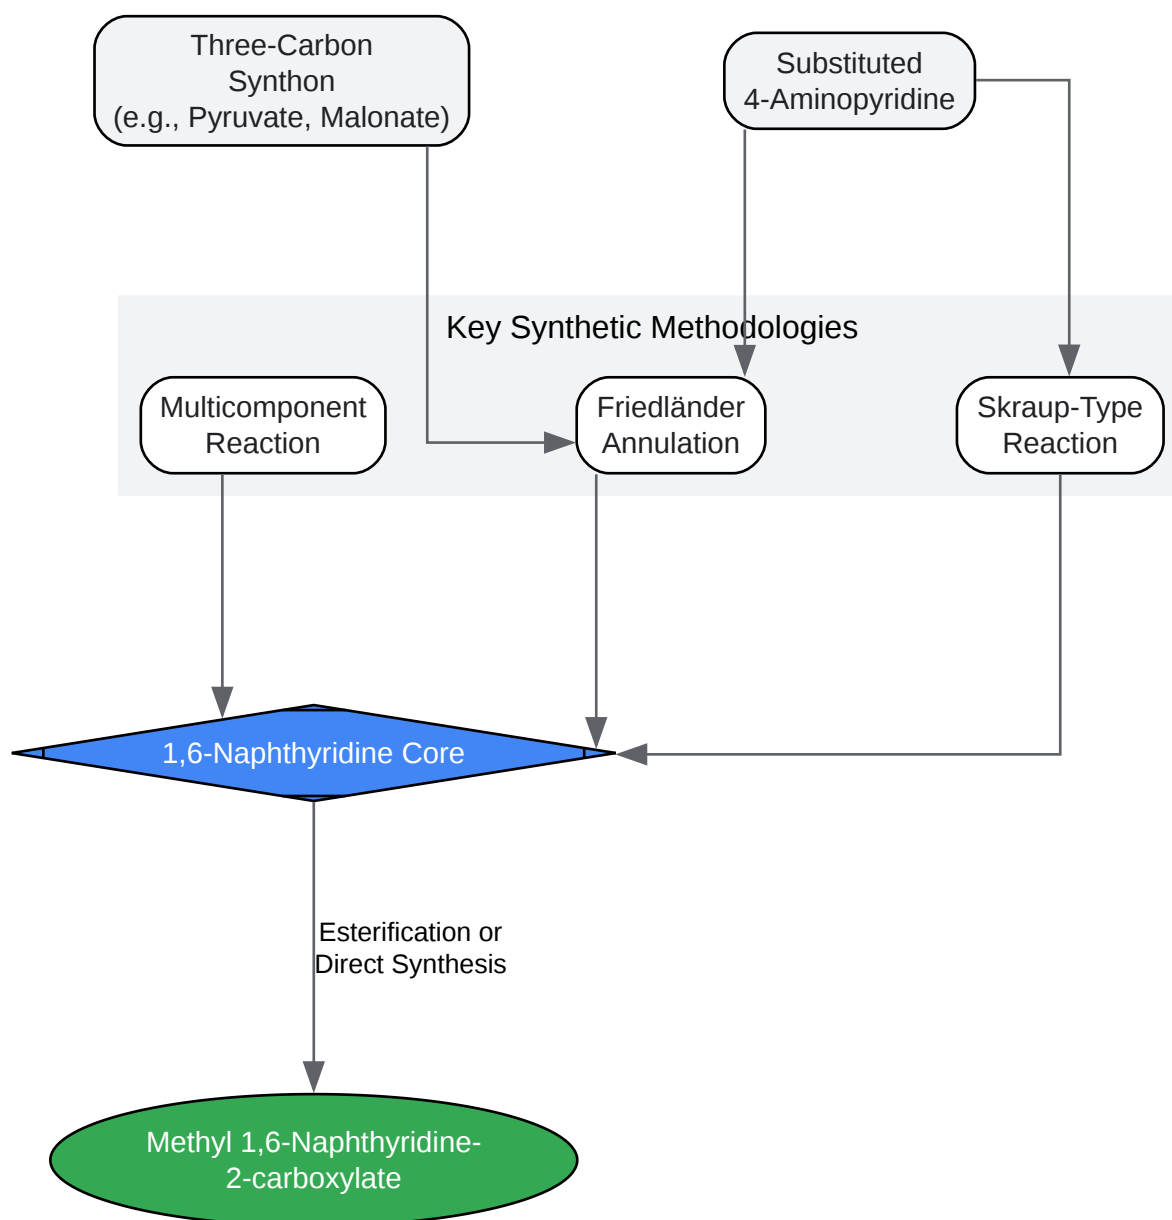 Three-Carbon
Synthon
(e.g., Pyruvate, Malonate)
Substituted
4-Aminopyridine
Key Synthetic Methodologies
Multicomponent
Reaction
Friedländer
Annulation
Skraup-Type
Reaction
1,6-Naphthyridine Core
Esterification or
Direct Synthesis
Methyl 1,6-Naphthyridine-
2-carboxylate